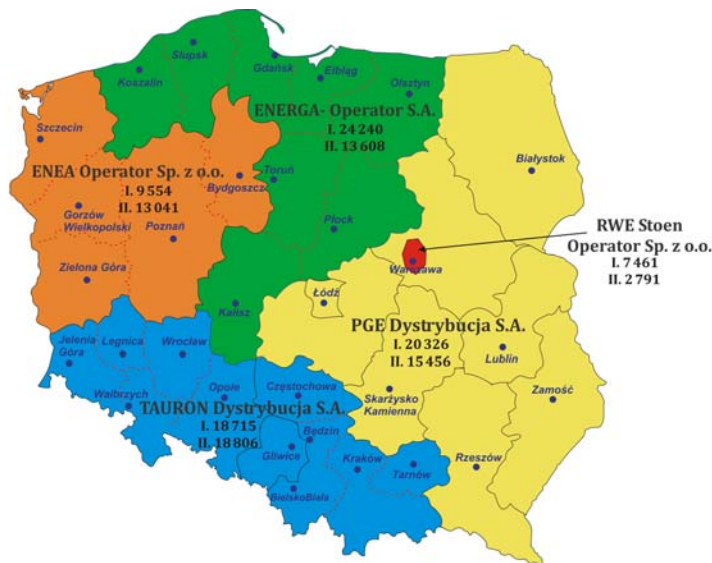 Słupsk
Koszalin
Gdańsk
Elbląg
Olsztyn
ENERGA- Operator S.A.
I. 24 240
II. 13 608
Szczecin
ENEA Operator Sp. z o.o.
I. 9 554
II. 13 041
Bydgoszcz
Toruń
Białystok
Gorzów
Wielkopolski
Poznań
Płock
RWE Stoen
Operator Sp. z o.o.
I. 7 461
II. 2 791
Warszawa
Zielona Góra
Kalisz
Łódź
PGE Dystrybucja S.A.
I. 20 326
II. 15 456
Lublin
Jelenia
Góra
Legnica
Wrocław
Wałbrzych
Opole
Częstochowa
TAURON Dystrybucja S.A.
I. 18 715
II. 18 806
Będzin
Gliwice
Skarżysko
Kamienna
Zamość
Kraków
Tarnów
Rzeszów
BielskoBiała